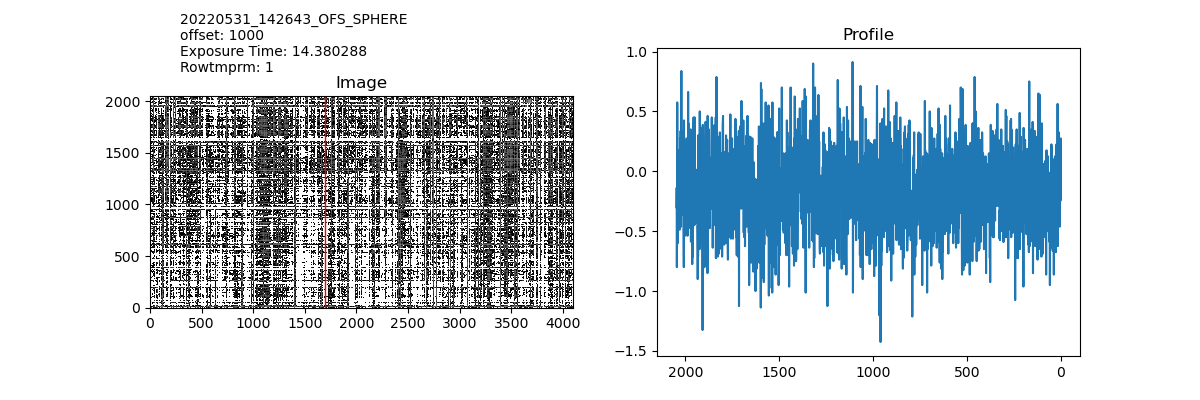 20220531_142643_OFS_SPHERE
offset: 1000
Exposure Time: 14.380288
Rowtmprm: 1
Image
2000
1500
1000
500
0
0 500 1000 1500 2000 2500 3000 3500 4000
Profile
1.0
0.5
0.0
−0.5
−1.0
−1.5
2000 1500 1000 500 0